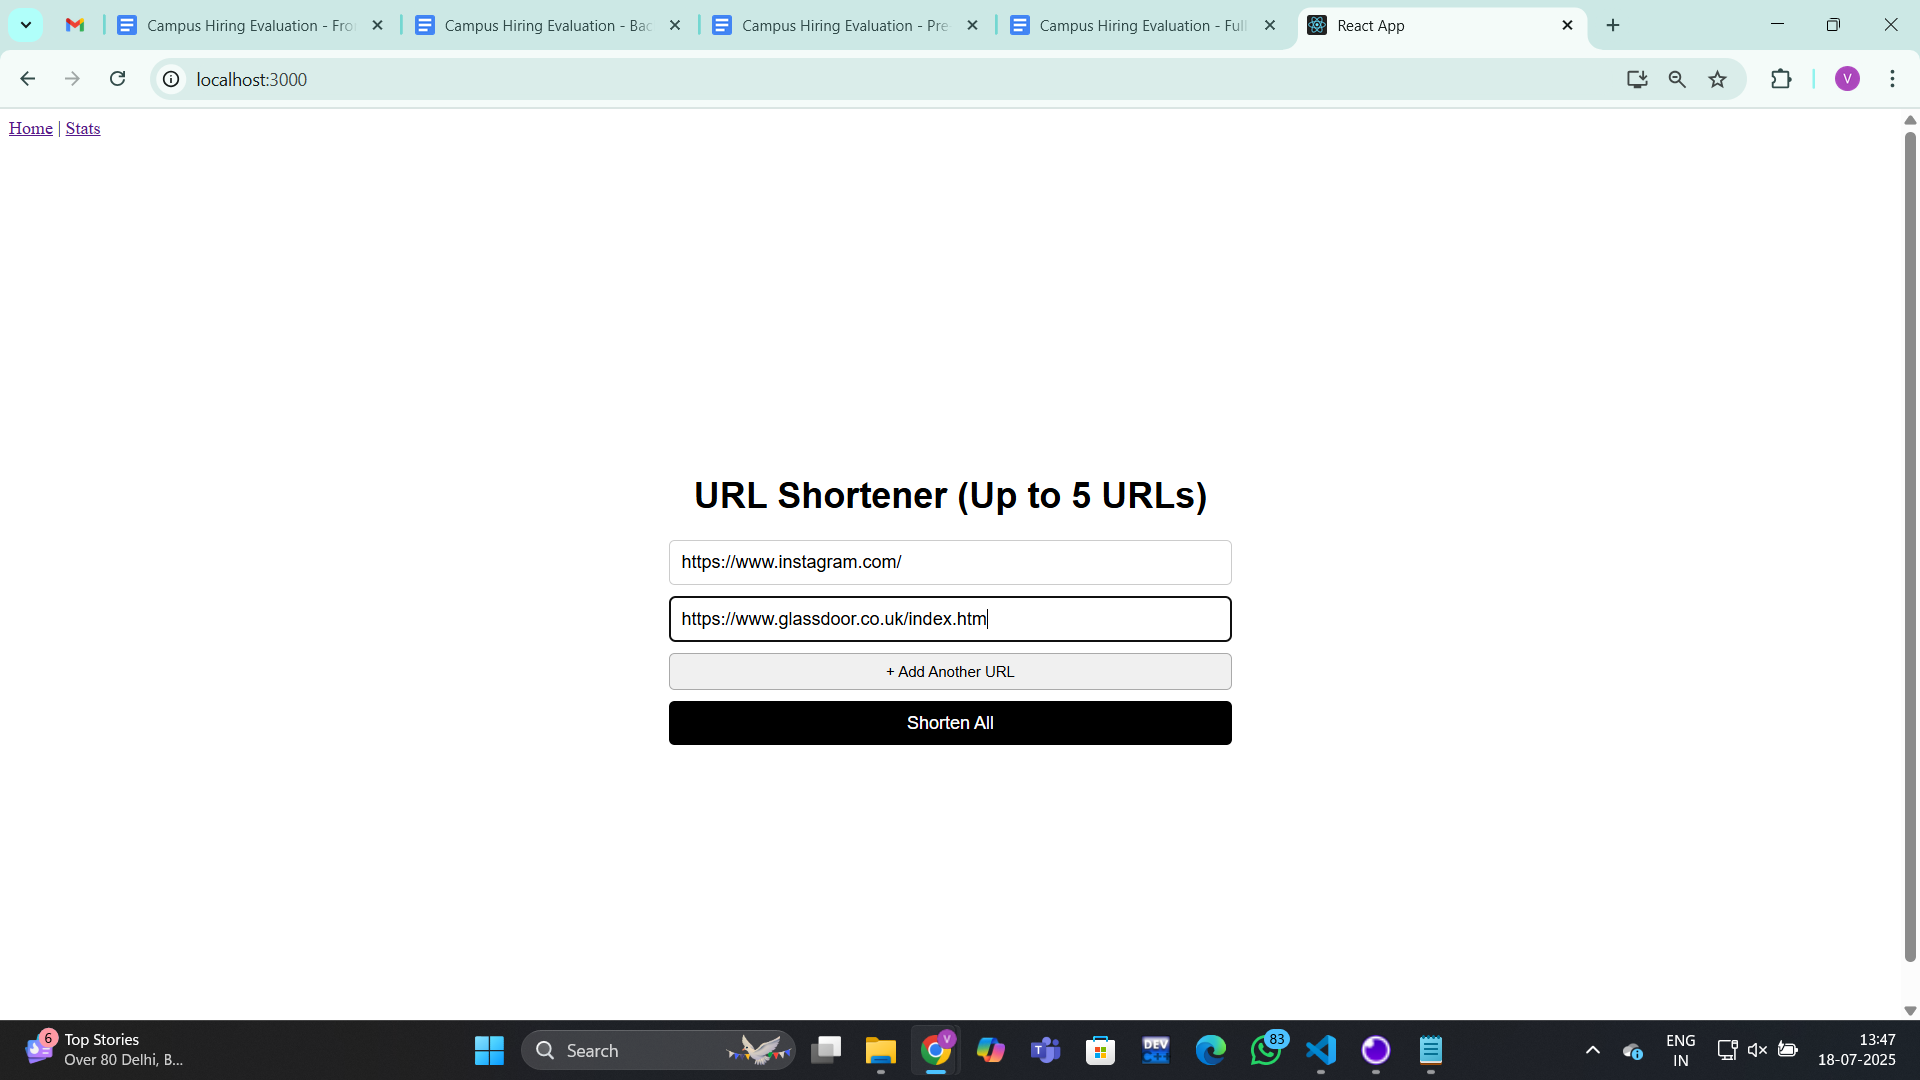 Campus Hiring Evaluation - Fro
Campus Hiring Evaluation - Bac
Campus Hiring Evaluation - Pre
Campus Hiring Evaluation - Full
React App
localhost:3000
V
Home | Stats
URL Shortener (Up to 5 URLs)
https://www.instagram.com/
https://www.glassdoor.co.uk/index.htm
+ Add Another URL
Shorten All
6
Top Stories
Over 80 Delhi, B...
Search
V
T
DEV
83
ENG
IN
13:47
18-07-2025